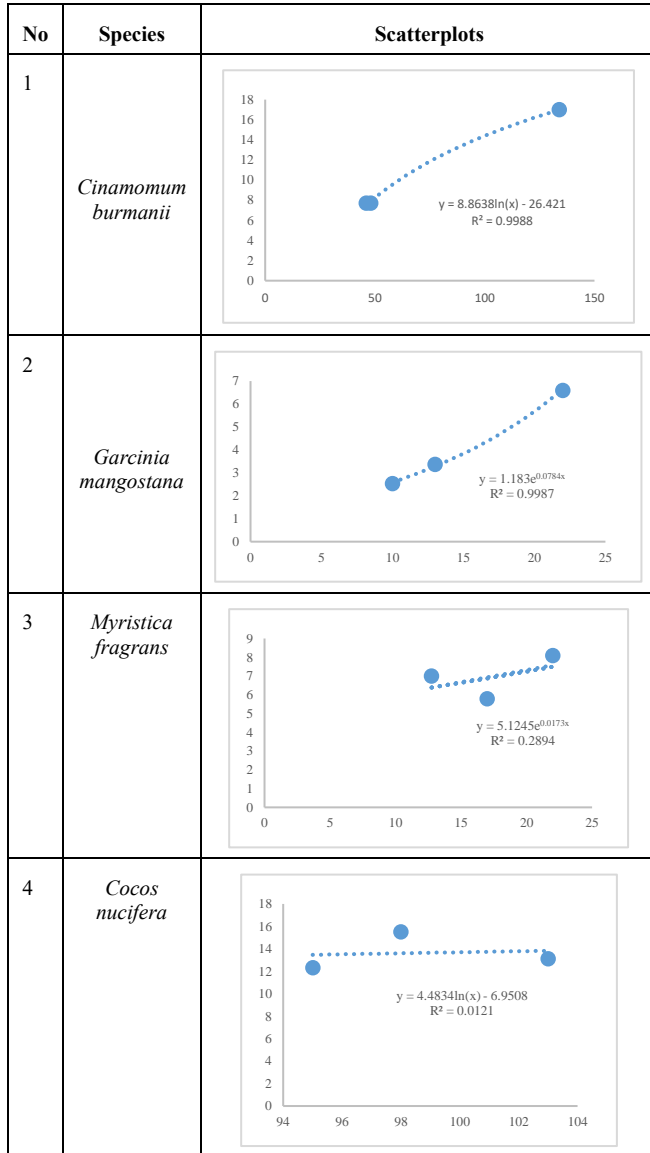 No Species Scatterplots
1
Cinamomum
burmanii
18
16
14
12
10
8
6
4
2
0
y = 8.8638ln(x) - 26.421
R² = 0.9988
0 50 100 150
2
Garcinia
mangostana
7
6
5
4
3
2
1
0
y = 1.183e^0.0784x
R² = 0.9987
0 5 10 15 20 25
3
Myristica
fragrans
9
8
7
6
5
4
3
2
1
0
y = 5.1245e^0.0173x
R² = 0.2894
0 5 10 15 20 25
4
Cocos
nucifera
18
16
14
12
10
8
6
4
2
0
y = 4.4834ln(x) - 6.9508
R² = 0.0121
94 96 98 100 102 104